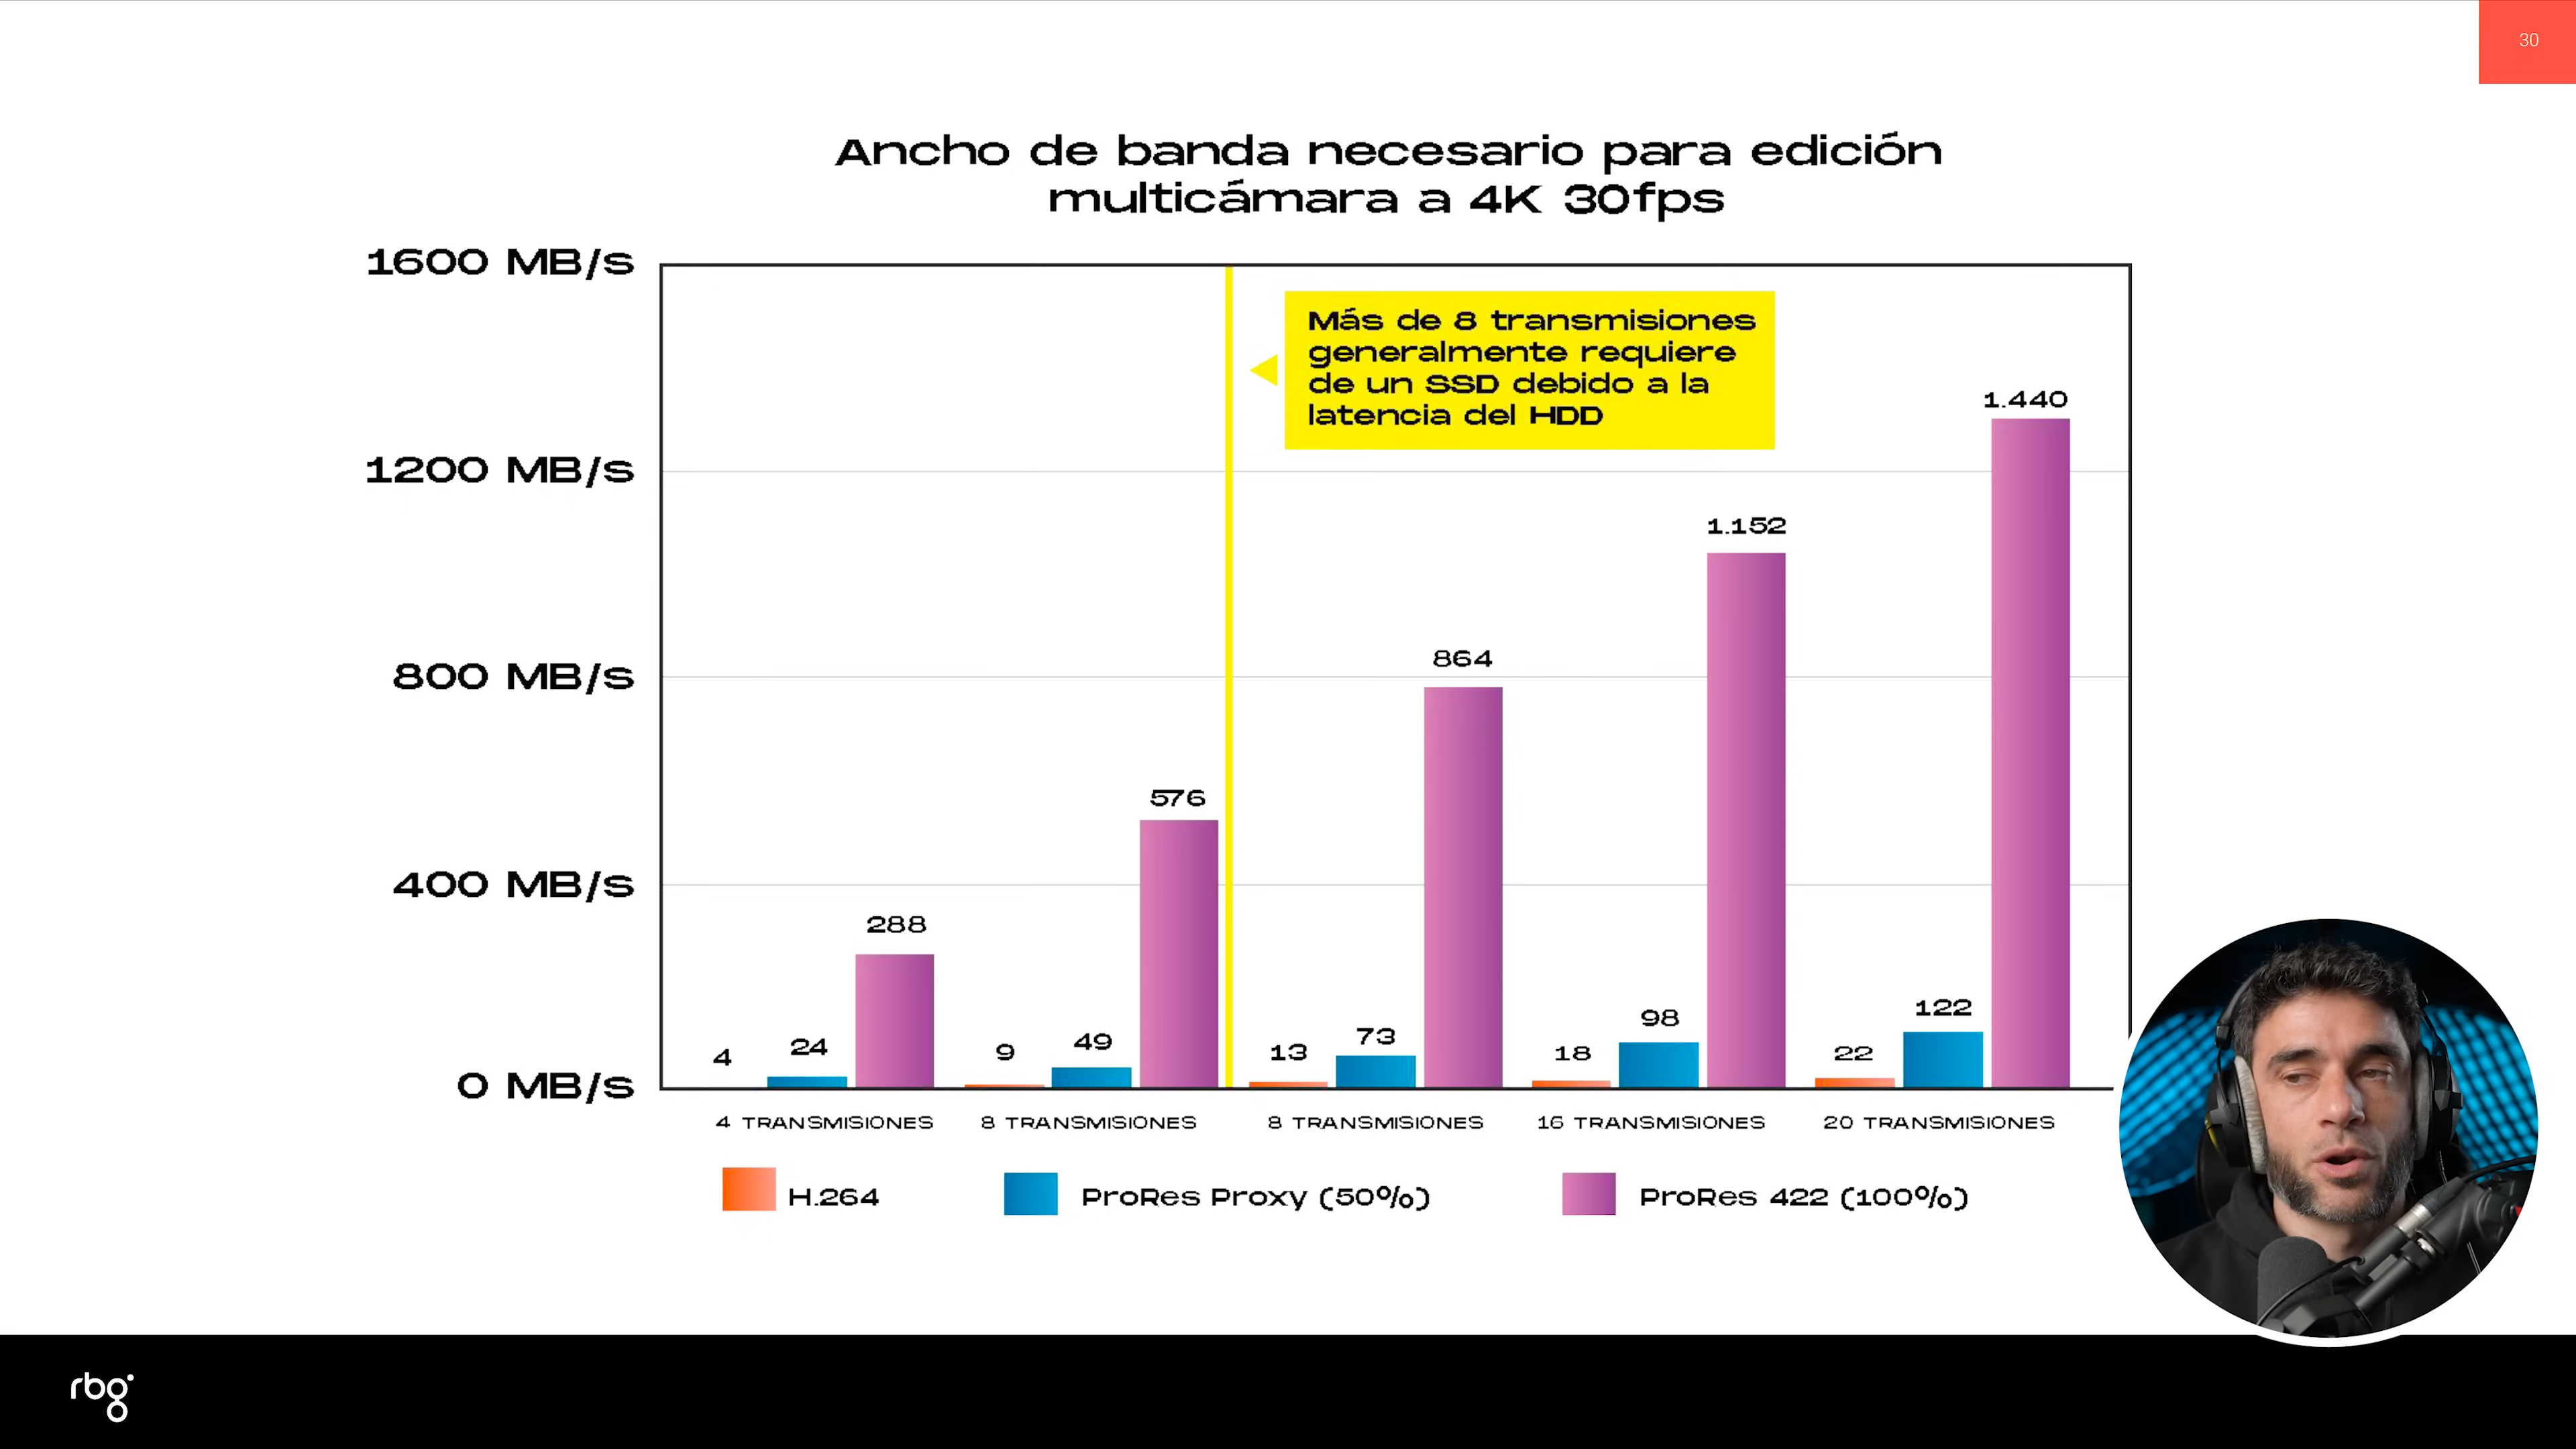 30
Ancho de banda necesario para edición
multicámara a 4K 30fps
1600 MB/s
1200 MB/s
800 MB/s
400 MB/s
0 MB/s
Más de 8 transmisiones
generalmente requiere
de un SSD debido a la
latencia del HDD
4 24 288
9 49 576
13 73 864
18 98 1.152
22 122 1.440
4 TRANSMISIONES 8 TRANSMISIONES 8 TRANSMISIONES 16 TRANSMISIONES 20 TRANSMISIONES
H.264 ProRes Proxy (50%) ProRes 422 (100%)
rbg